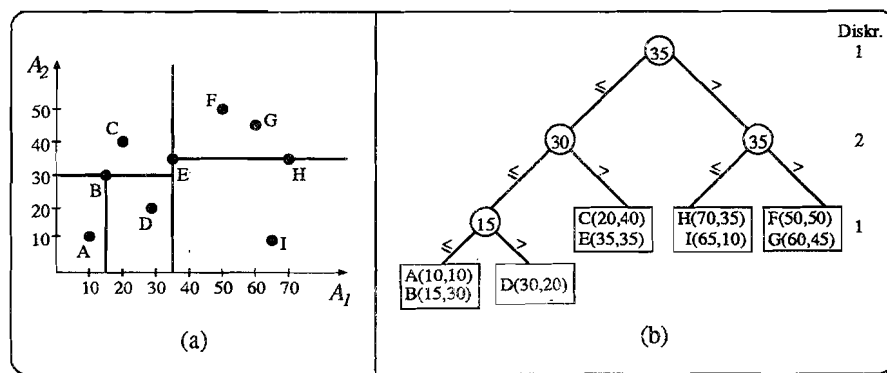 A2
50
40
30
20
10
F
G
C
E
H
B
D
A
I
10 20 30 40 50 60 70
A1
(a)
Diskr.
35
1
≤ >
30
35
2
≤ >
≤ >
15
C(20,40)
E(35,35)
H(70,35)
I(65,10)
F(50,50)
G(60,45)
1
≤ >
A(10,10)
B(15,30)
D(30,20)
(b)